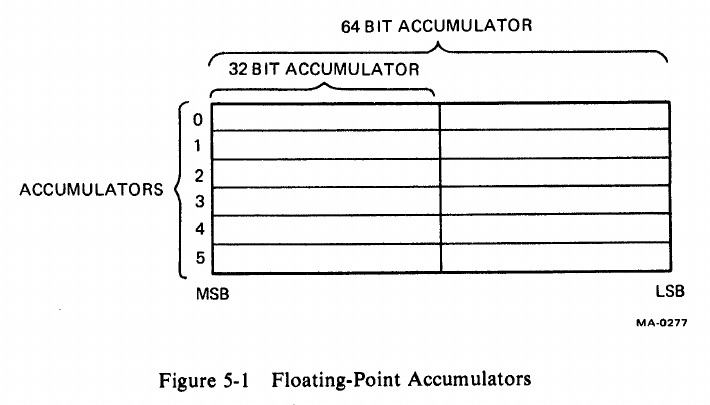 64 BIT ACCUMULATOR
32 BIT ACCUMULATOR
0
1
2
ACCUMULATORS
3
4
5
MSB
LSB
MA-0277
Figure 5-1 Floating-Point Accumulators